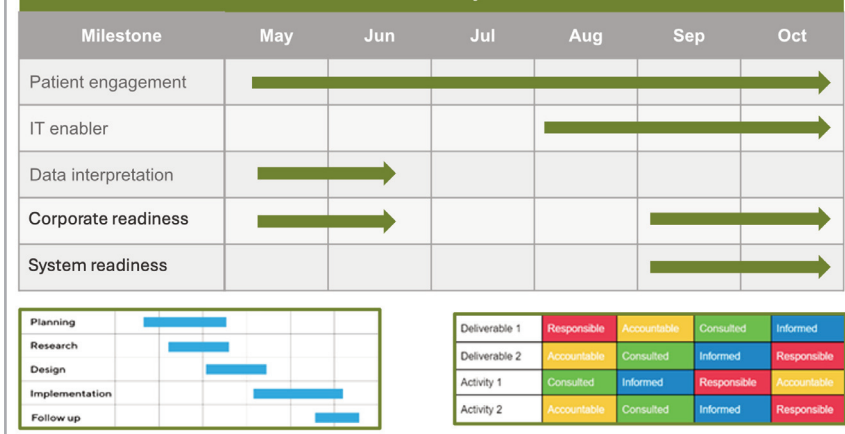 Milestone May Jun Jul Aug Sep Oct
Patient engagement
IT enabler
Data interpretation
Corporate readiness
System readiness
Planning
Research
Design
Implementation
Follow up
Deliverable 1 Responsible Accountable Consulted Informed
Deliverable 2 Accountable Consulted Informed Responsible
Activity 1 Consulted Informed Responsible Accountable
Activity 2 Accountable Consulted Informed Responsible